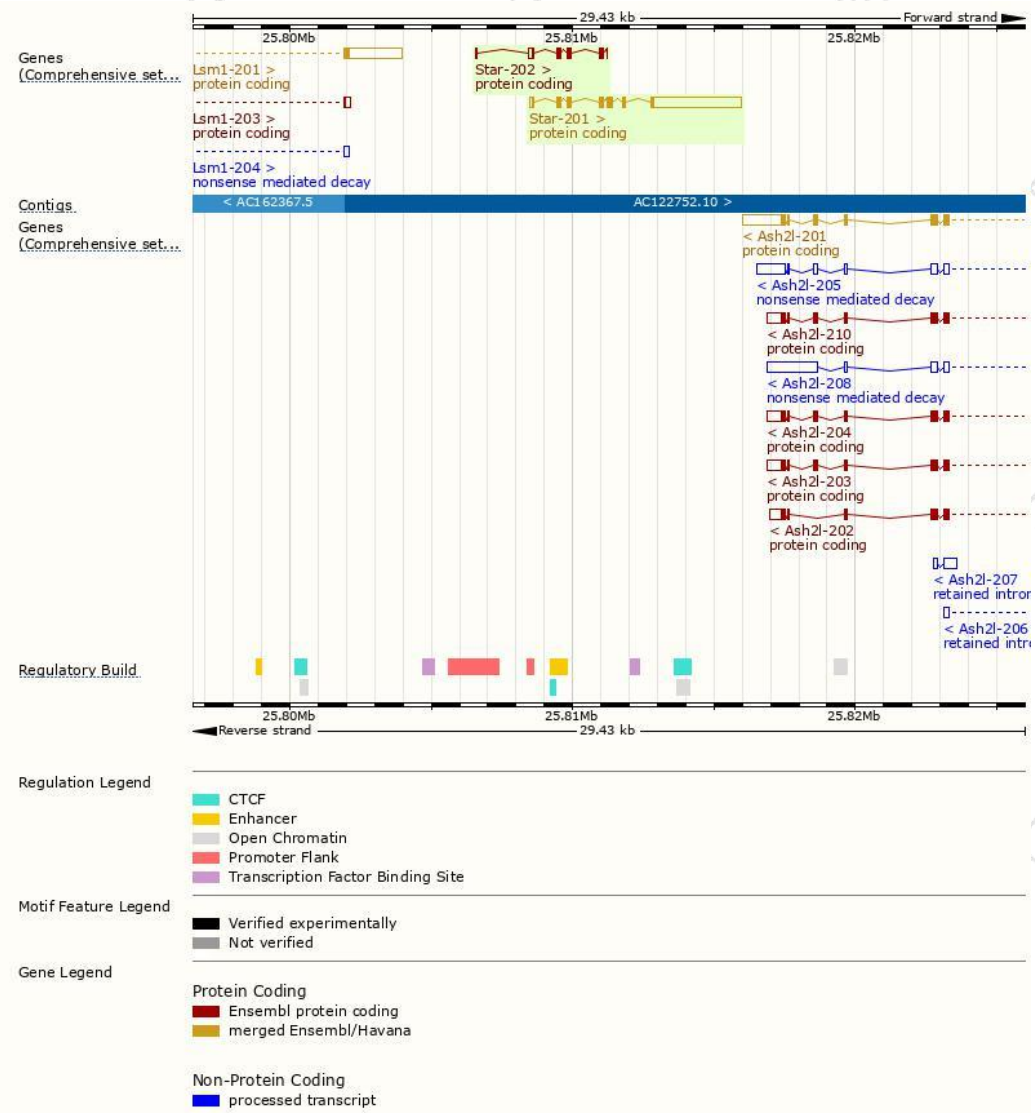 29.43 kb Forward strand
25.80Mb 25.81Mb 25.82Mb
Genes
(Comprehensive set...
Lsm1-201 >
protein coding
Star-202 >
protein coding
Lsm1-203 >
protein coding
Star-201 >
protein coding
Lsm1-204 >
nonsense mediated decay
Contigs
< AC162367.5 AC122752.10 >
Genes
(Comprehensive set...
< Ash2l-201
protein coding
< Ash2l-205
nonsense mediated decay
< Ash2l-210
protein coding
< Ash2l-208
nonsense mediated decay
< Ash2l-204
protein coding
< Ash2l-203
protein coding
< Ash2l-202
protein coding
< Ash2l-207
retained intror
< Ash2l-206
retained intr
Regulatory Build
25.80Mb 25.81Mb 25.82Mb
Reverse strand 29.43 kb
Regulation Legend
CTCF
Enhancer
Open Chromatin
Promoter Flank
Transcription Factor Binding Site
Motif Feature Legend
Verified experimentally
Not verified
Gene Legend
Protein Coding
Ensembl protein coding
merged Ensembl/Havana
Non-Protein Coding
processed transcript